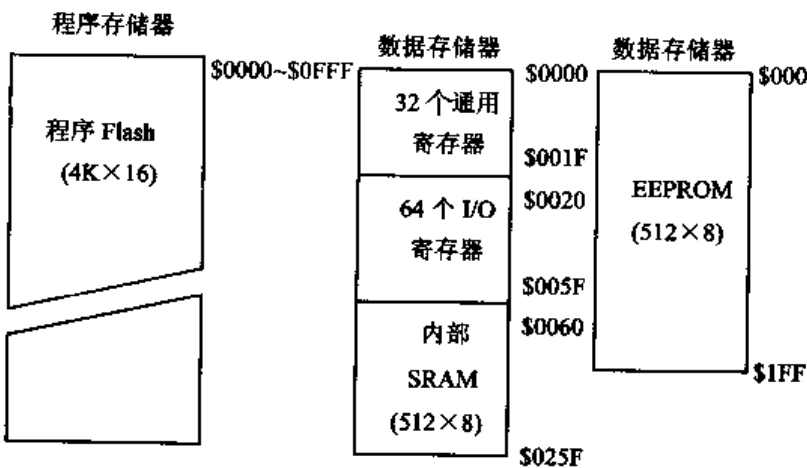 程序存储器
$0000~$0FFF
程序 Flash
(4K×16)
数据存储器
$0000
32 个通用
寄存器
$001F
$0020
64 个 I/O
寄存器
$005F
$0060
内部
SRAM
(512×8)
$025F
数据存储器
$000
EEPROM
(512×8)
$1FF